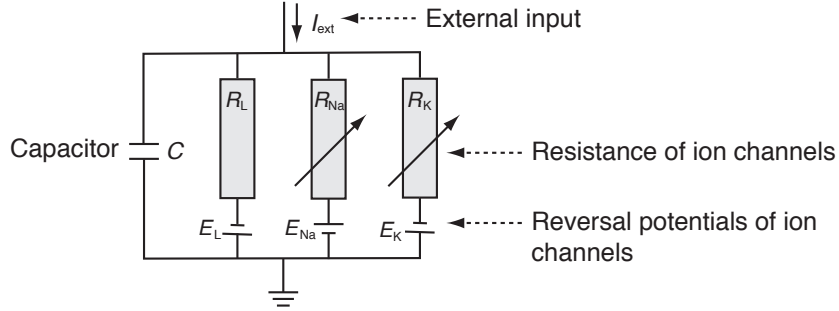 I_ext External input
R_L R_Na R_K
Capacitor C Resistance of ion channels
E_L E_Na E_K Reversal potentials of ion
channels